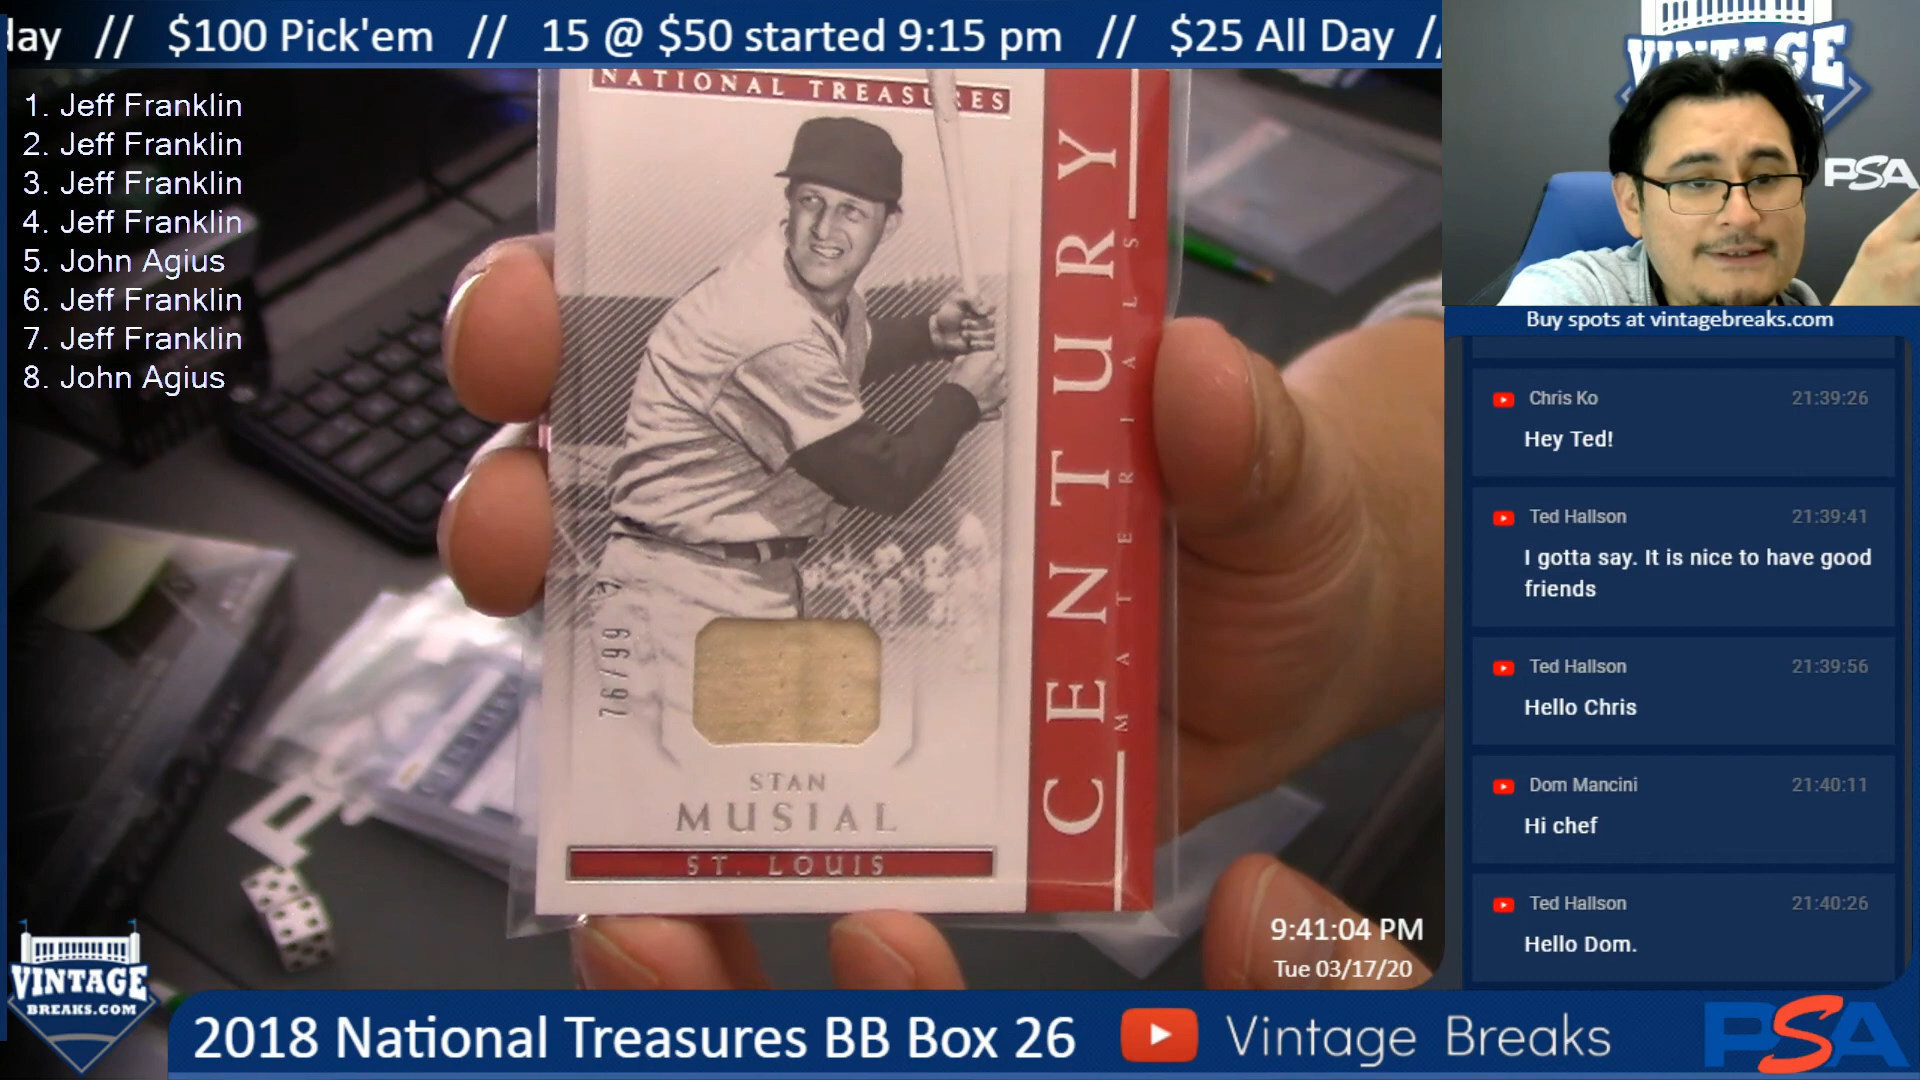 day // $100 Pick'em // 15 @ $50 started 9:15 pm // $25 All Day //
1. Jeff Franklin
2. Jeff Franklin
3. Jeff Franklin
4. Jeff Franklin
5. John Agius
6. Jeff Franklin
7. Jeff Franklin
8. John Agius
NATIONAL TREASURES
CENTURY
MATERIALS
76/99
STAN
MUSIAL
ST. LOUIS
CENTURY
VINTAGE
PSA
Buy spots at vintagebreaks.com
Chris Ko 21:39:26
Hey Ted!
Ted Hallson 21:39:41
I gotta say. It is nice to have good
friends
Ted Hallson 21:39:56
Hello Chris
Dom Mancini 21:40:11
Hi chef
Ted Hallson 21:40:26
Hello Dom.
9:41:04 PM
Tue 03/17/20
VINTAGE
BREAKS.COM
2018 National Treasures BB Box 26
Vintage Breaks
PSA